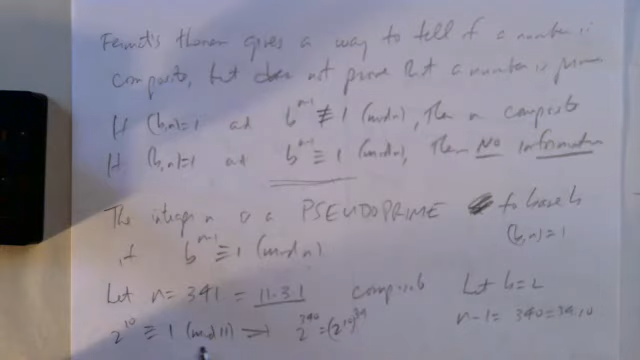 Fermat's theorem gives a way to tell if a number is
composite, but does not prove that a number is prime
If (b,n)=1 and b^{n-1} ≢ 1 (mod n), then n composite
If (b,n)=1 and b^{n-1} ≡ 1 (mod n), then NO information
The integer n is a PSEUDOPRIME to base b
if b^{n-1} ≡ 1 (mod n) (b,n)=1
Let n = 341 = 11·31 composite Let b=2
2^{10} ≡ 1 (mod 11) → 2^{340} = (2^{10})^{34} n-1 = 340 = 34·10